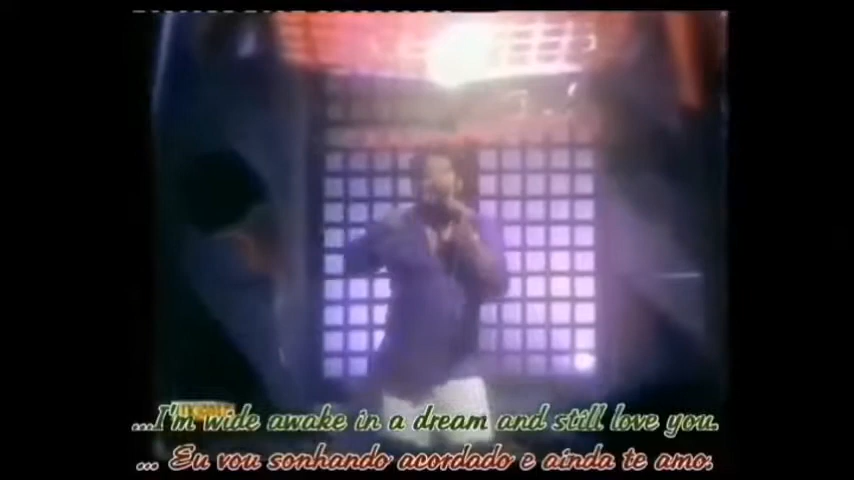 ...I'm wide awake in a dream and still love you.
... Eu vou sonhando acordado e ainda te amo.